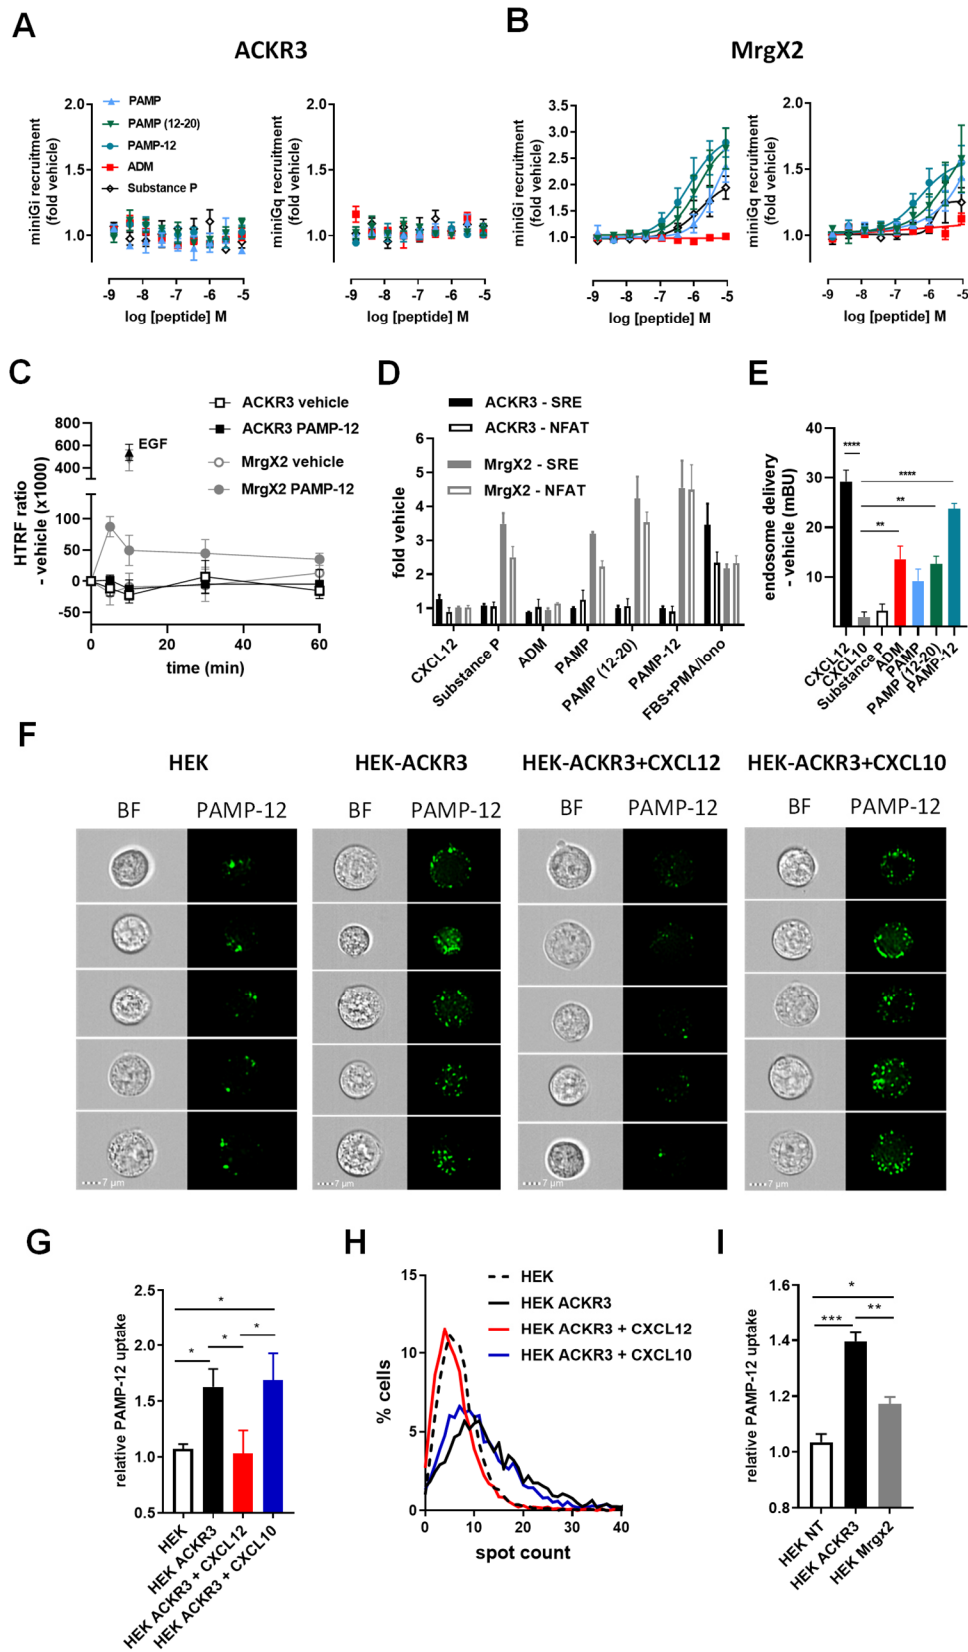 A
ACKR3
B
MrgX2
miniGi recruitment
(fold vehicle)
2.0
1.5
1.0
PAMP
PAMP (12-20)
PAMP-12
ADM
Substance P
-9 -8 -7 -6 -5
log [peptide] M
miniGq recruitment
(fold vehicle)
2.0
1.5
1.0
-9 -8 -7 -6 -5
log [peptide] M
miniGi recruitment
(fold vehicle)
3.5
3.0
2.5
2.0
1.5
1.0
-9 -8 -7 -6 -5
log [peptide] M
miniGq recruitment
(fold vehicle)
2.0
1.5
1.0
-9 -8 -7 -6 -5
log [peptide] M
C
HTRF ratio
- vehicle (x1000)
800
600
400
100
50
0
-50
EGF
ACKR3 vehicle
ACKR3 PAMP-12
MrgX2 vehicle
MrgX2 PAMP-12
0 20 40 60
time (min)
D
fold vehicle
6
5
4
3
2
1
ACKR3 - SRE
ACKR3 - NFAT
MrgX2 - SRE
MrgX2 - NFAT
CXCL12
Substance P
ADM
PAMP
PAMP (12-20)
PAMP-12
FBS+PMA/Iono
E
endosome delivery
- vehicle (mBU)
40
30
20
10
****
****
**
**
CXCL12
CXCL10
Substance P
ADM
PAMP
PAMP (12-20)
PAMP-12
F
HEK
HEK-ACKR3
HEK-ACKR3+CXCL12
HEK-ACKR3+CXCL10
BF PAMP-12
BF PAMP-12
BF PAMP-12
BF PAMP-12
7 µm
7 µm
7 µm
7 µm
G
relative PAMP-12 uptake
2.5
2.0
1.5
1.0
0.5
*
*
*
*
HEK
HEK ACKR3
HEK ACKR3 + CXCL12
HEK ACKR3 + CXCL10
H
% cells
15
10
5
0
HEK
HEK ACKR3
HEK ACKR3 + CXCL12
HEK ACKR3 + CXCL10
0 10 20 30 40
spot count
I
relative PAMP-12 uptake
1.6
1.4
1.2
1.0
0.8
*
***
**
HEK NT
HEK ACKR3
HEK Mrgx2